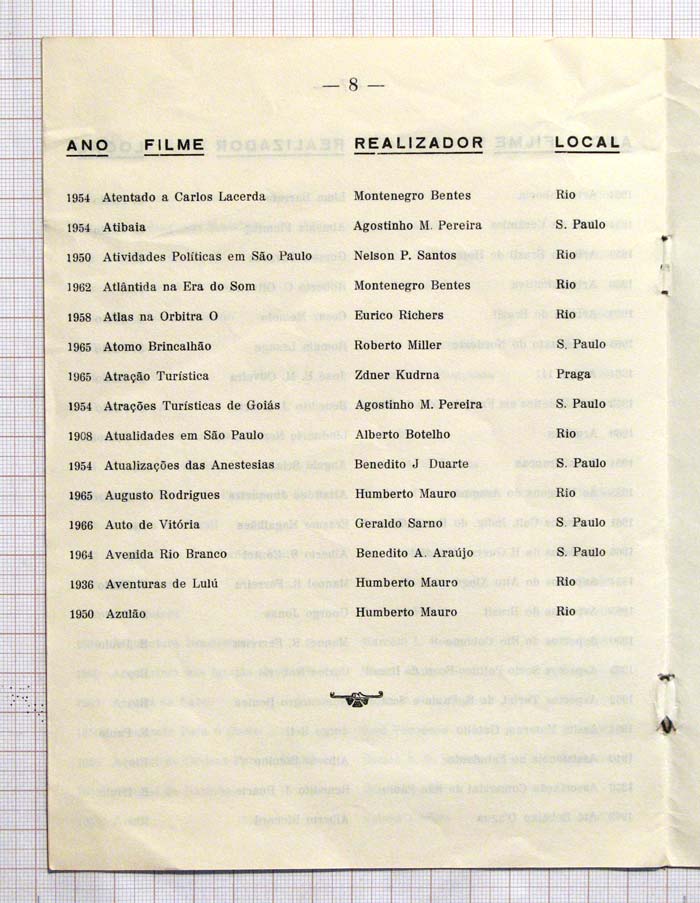 — 8 —
ANO FILME REALIZADOR LOCAL
1954 Atentado a Carlos Lacerda Montenegro Bentes Rio
1954 Atibaia Agostinho M. Pereira S. Paulo
1950 Atividades Políticas em São Paulo Nelson P. Santos Rio
1962 Atlântida na Era do Som Montenegro Bentes Rio
1958 Atlas na Orbitra O Eurico Richers Rio
1965 Atomo Brincalhão Roberto Miller S. Paulo
1965 Atração Turística Zdner Kudrna Praga
1954 Atrações Turísticas de Goiás Agostinho M. Pereira S. Paulo
1908 Atualidades em São Paulo Alberto Botelho Rio
1954 Atualizações das Anestesias Benedito J Duarte S. Paulo
1965 Augusto Rodrigues Humberto Mauro Rio
1966 Auto de Vitória Geraldo Sarno S. Paulo
1964 Avenida Rio Branco Benedito A. Araújo S. Paulo
1936 Aventuras de Lulú Humberto Mauro Rio
1950 Azulão Humberto Mauro Rio